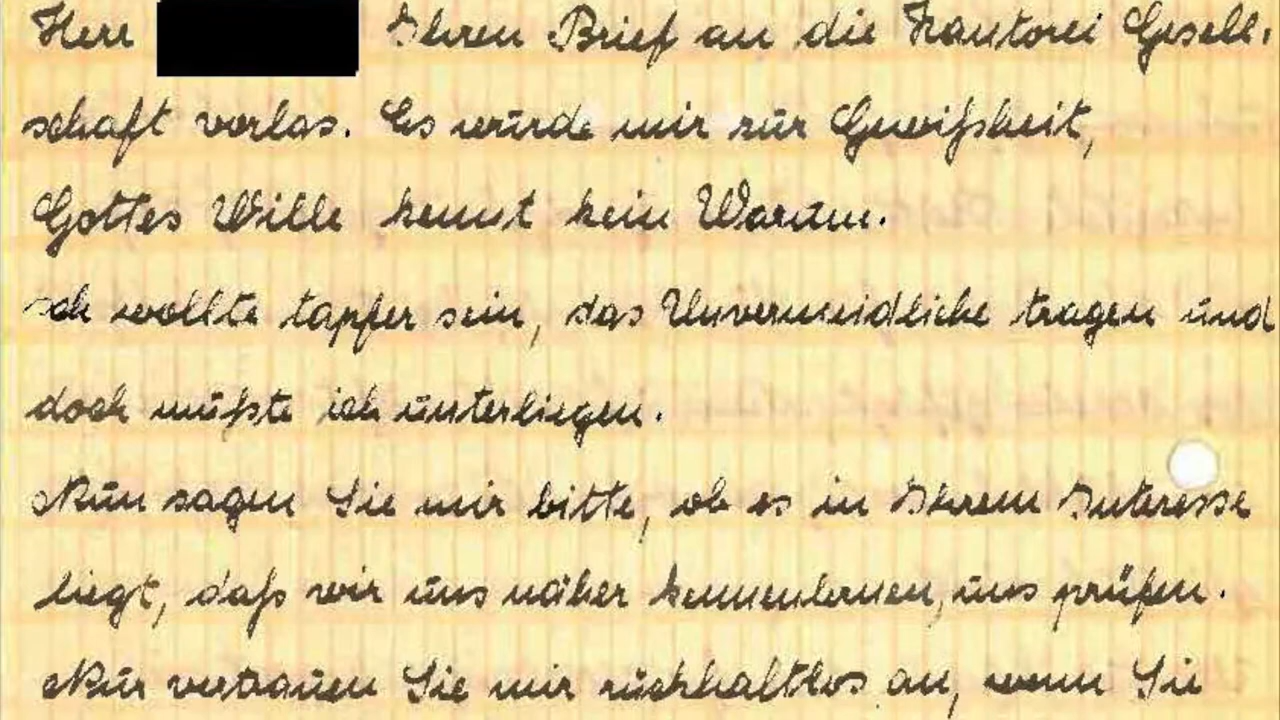 Herr Ihren Brief an die Kantorei Gesell-
schaft vorlas. Es wurde mir zur Gewißheit,
Gottes Wille kennt kein Warum.
Ich wollte tapfer sein, das Unvermeidliche tragen und
doch mußte ich unterliegen.
Nun sagen Sie mir bitte, ob es in Ihrem Interesse
liegt, daß wir uns näher kennenlernen, uns prüfen.
Nur vertrauen Sie mir rückhaltlos an, wenn Sie